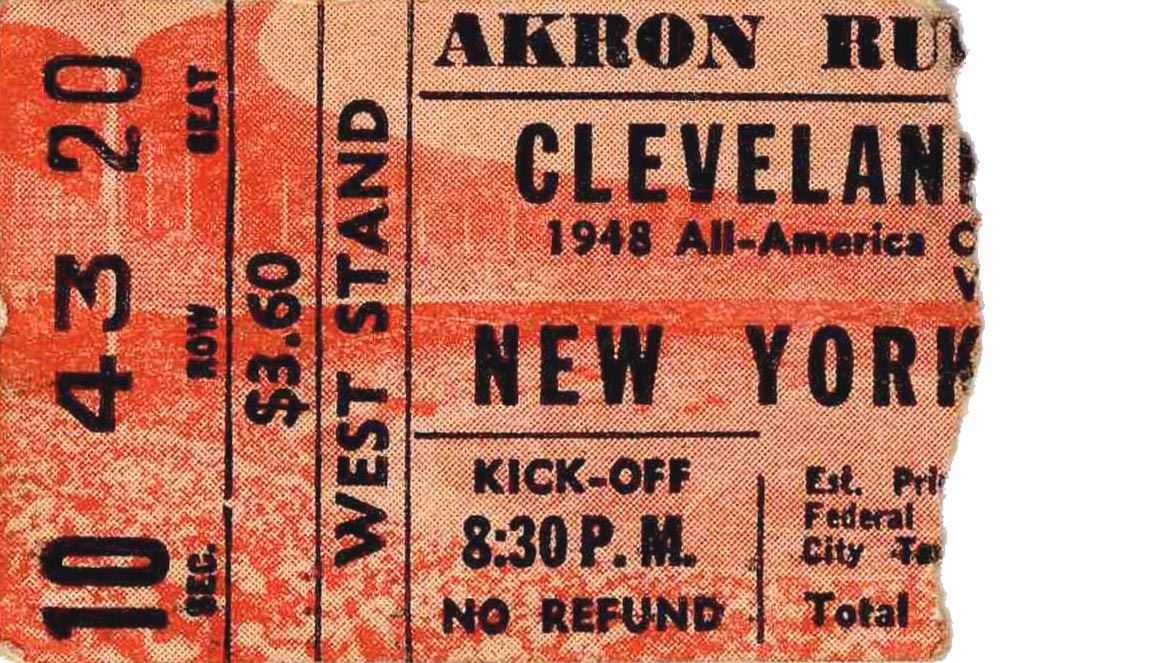 20 SEAT
43 ROW
10 SEC.
$3.60
WEST STAND
AKRON RU
CLEVELAN
1948 All-America C
V
NEW YORK
KICK-OFF
8:30 P. M.
NO REFUND
Est. Pri
Federal
City Ta
Total